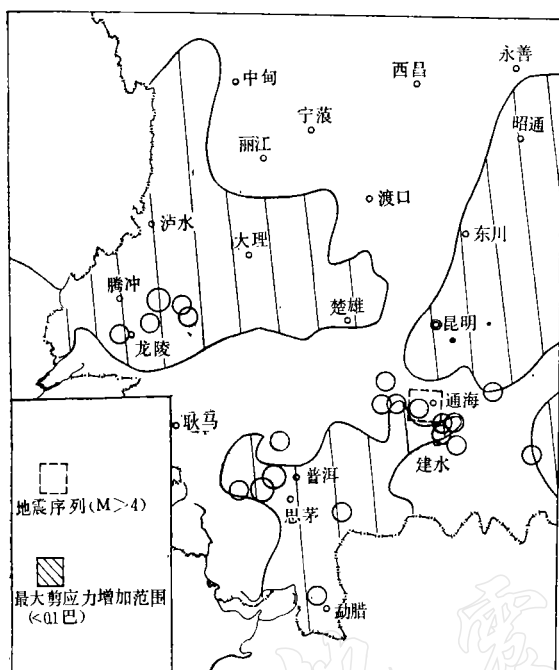 永善
西昌
中甸
昭通
宁蒗
丽江
渡口
泸水
东川
大理
腾冲
楚雄
昆明
龙陵
通海
耿马
建水
普洱
思茅
勐腊
地震序列(M>4)
最大剪应力增加范围
(<0.1巴)
震